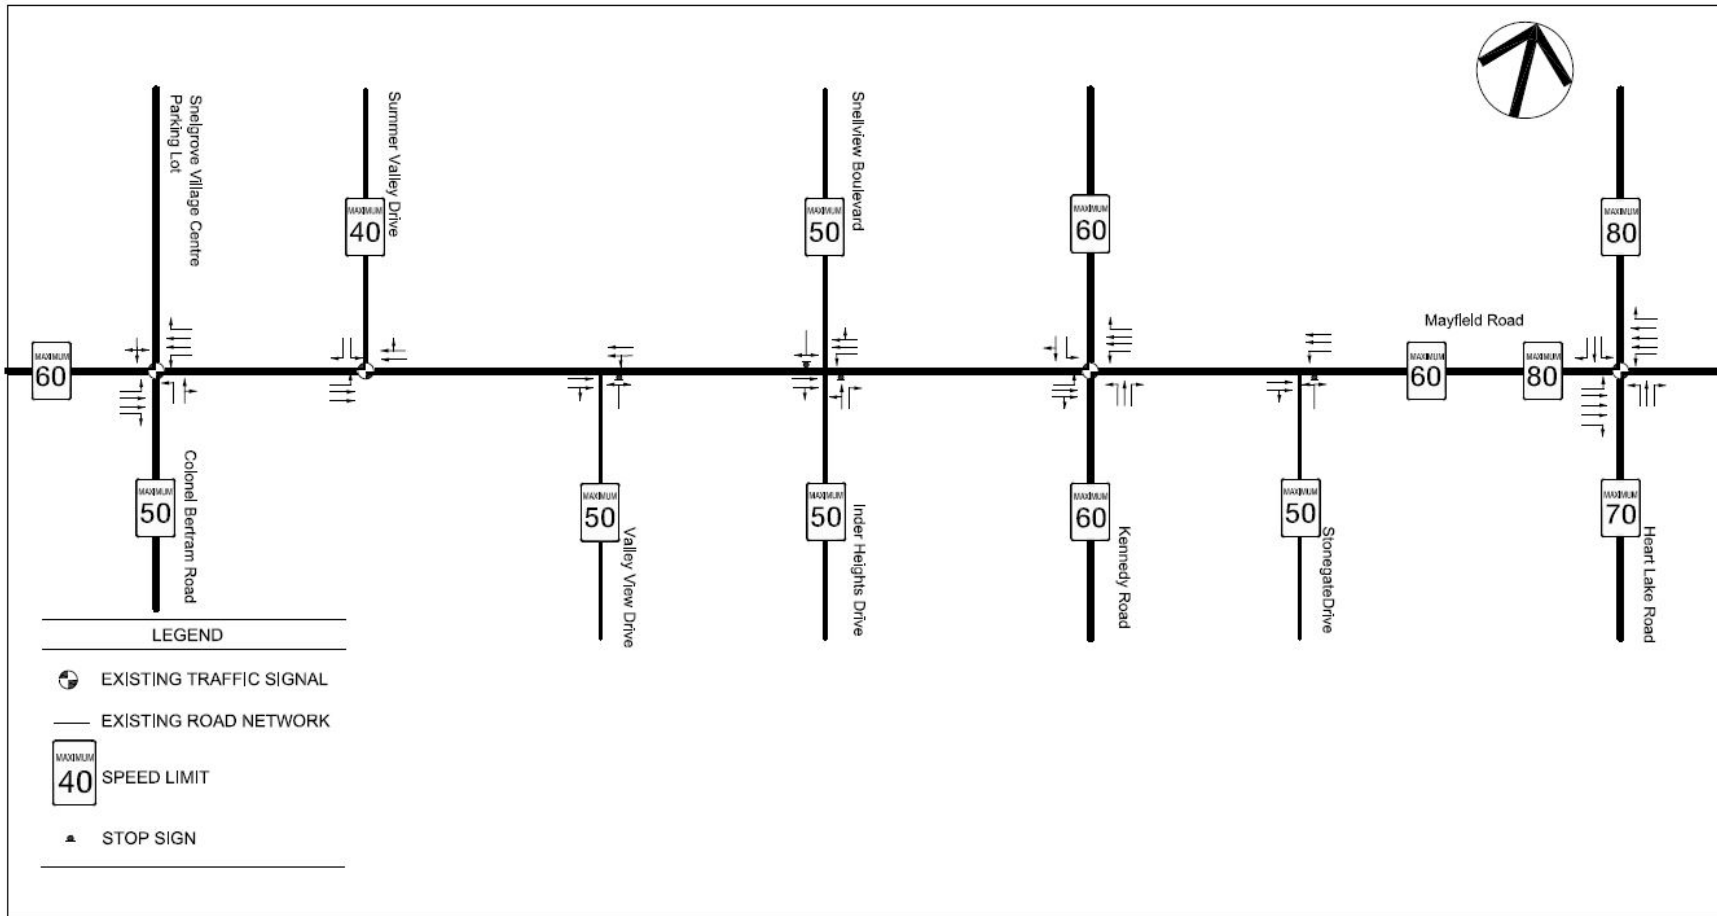 Snelgrove Village Centre
Parking Lot
Summer Valley Drive
Snellview Boulevard
MAXIMUM
40
MAXIMUM
50
MAXIMUM
60
MAXIMUM
80
Mayfield Road
MAXIMUM
60
MAXIMUM
60
MAXIMUM
80
Colonel Bertram Road
MAXIMUM
50
MAXIMUM
50
Valley View Drive
MAXIMUM
50
Inder Heights Drive
MAXIMUM
60
Kennedy Road
MAXIMUM
50
StonegateDrive
MAXIMUM
70
Heart Lake Road
LEGEND
EXISTING TRAFFIC SIGNAL
EXISTING ROAD NETWORK
MAXIMUM
40
SPEED LIMIT
STOP SIGN